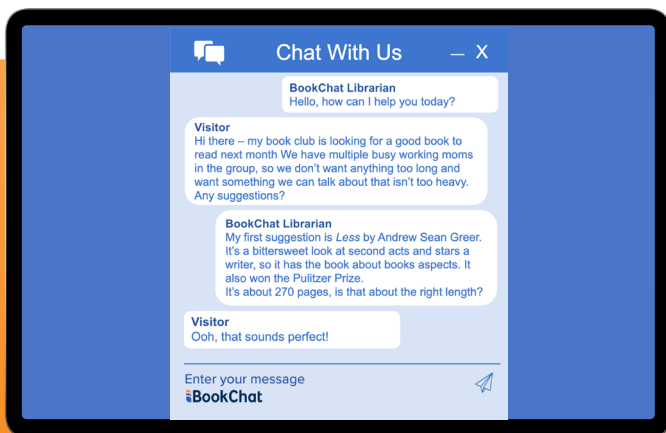 Chat With Us
— X
BookChat Librarian
Hello, how can I help you today?
Visitor
Hi there – my book club is looking for a good book to
read next month We have multiple busy working moms
in the group, so we don't want anything too long and
want something we can talk about that isn't too heavy.
Any suggestions?
BookChat Librarian
My first suggestion is Less by Andrew Sean Greer.
It's a bittersweet look at second acts and stars a
writer, so it has the book about books aspects. It
also won the Pulitzer Prize.
It's about 270 pages, is that about the right length?
Visitor
Ooh, that sounds perfect!
Enter your message
BookChat